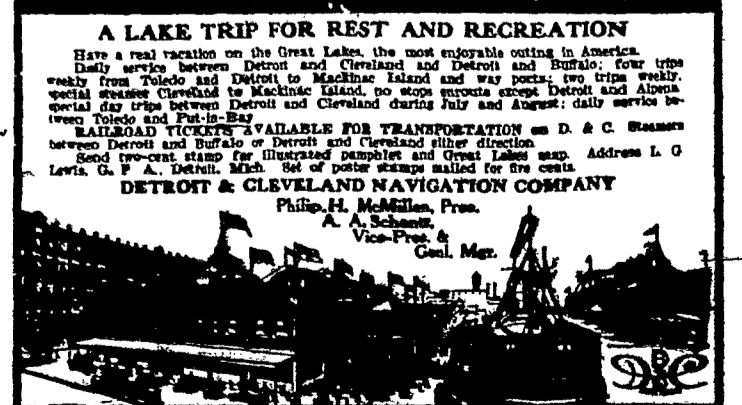 A LAKE TRIP FOR REST AND RECREATION
Have a real vacation on the Great Lakes, the most enjoyable outing in America.
Daily service between Detroit and Cleveland and Detroit and Buffalo; four trips
weekly from Toledo and Detroit to Mackinac Island and way ports; two trips weekly,
special steamer Cleveland to Mackinac Island, no stops enroute except Detroit and Alpena
special day trips between Detroit and Cleveland during July and August; daily service be-
tween Toledo and Put-in-Bay
RAILROAD TICKETS AVAILABLE FOR TRANSPORTATION on D. & C. Steamers
between Detroit and Buffalo or Detroit and Cleveland either direction
Send two-cent stamp for illustrated pamphlet and Great Lakes map. Address L G
Lewis, G. P A., Detroit, Mich. Set of poster stamps mailed for five cents.
DETROIT & CLEVELAND NAVIGATION COMPANY
Philip H. McMillan, Pres.
A. A. Schantz,
Vice-Pres. &
Genl. Mgr.